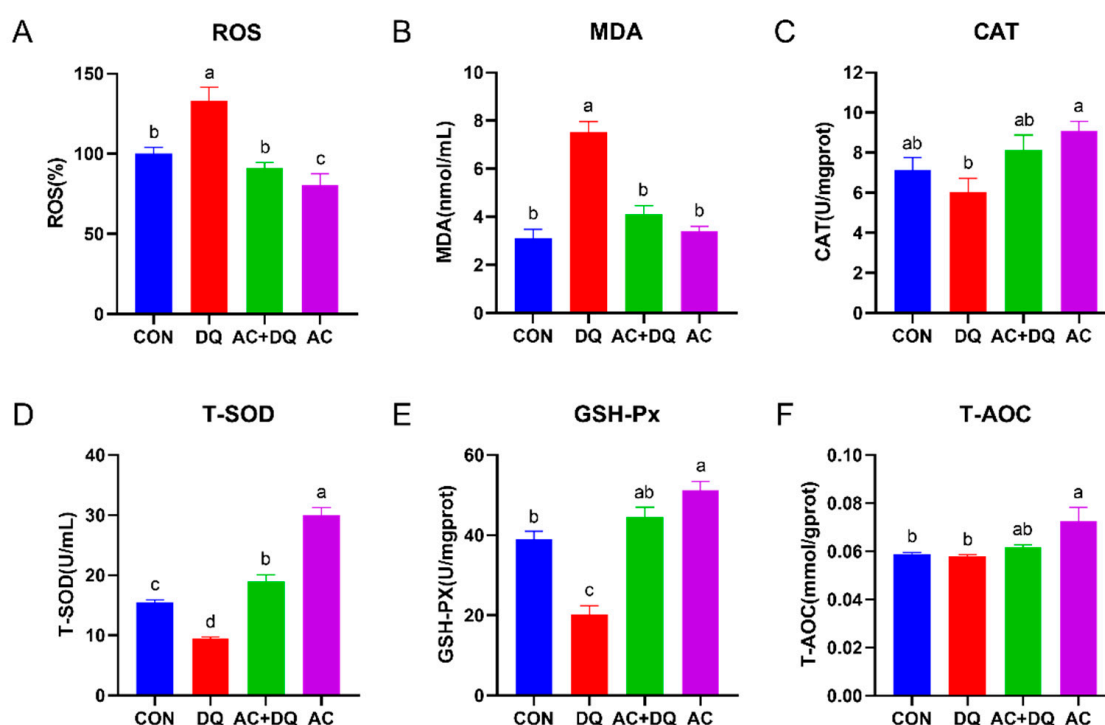 A
ROS
ROS(%)
150
100
50
0
b
a
b
c
CON DQ AC+DQ AC
B
MDA
MDA(nmol/mL)
8
6
4
2
0
b
a
b
b
CON DQ AC+DQ AC
C
CAT
CAT(U/mgprot)
12
10
8
6
4
2
0
ab
b
ab
a
CON DQ AC+DQ AC
D
T-SOD
T-SOD(U/mL)
40
30
20
10
0
c
d
b
a
CON DQ AC+DQ AC
E
GSH-Px
GSH-PX(U/mgprot)
60
40
20
0
b
c
ab
a
CON DQ AC+DQ AC
F
T-AOC
T-AOC(mmol/gprot)
0.10
0.08
0.06
0.04
0.02
0.00
b
b
ab
a
CON DQ AC+DQ AC